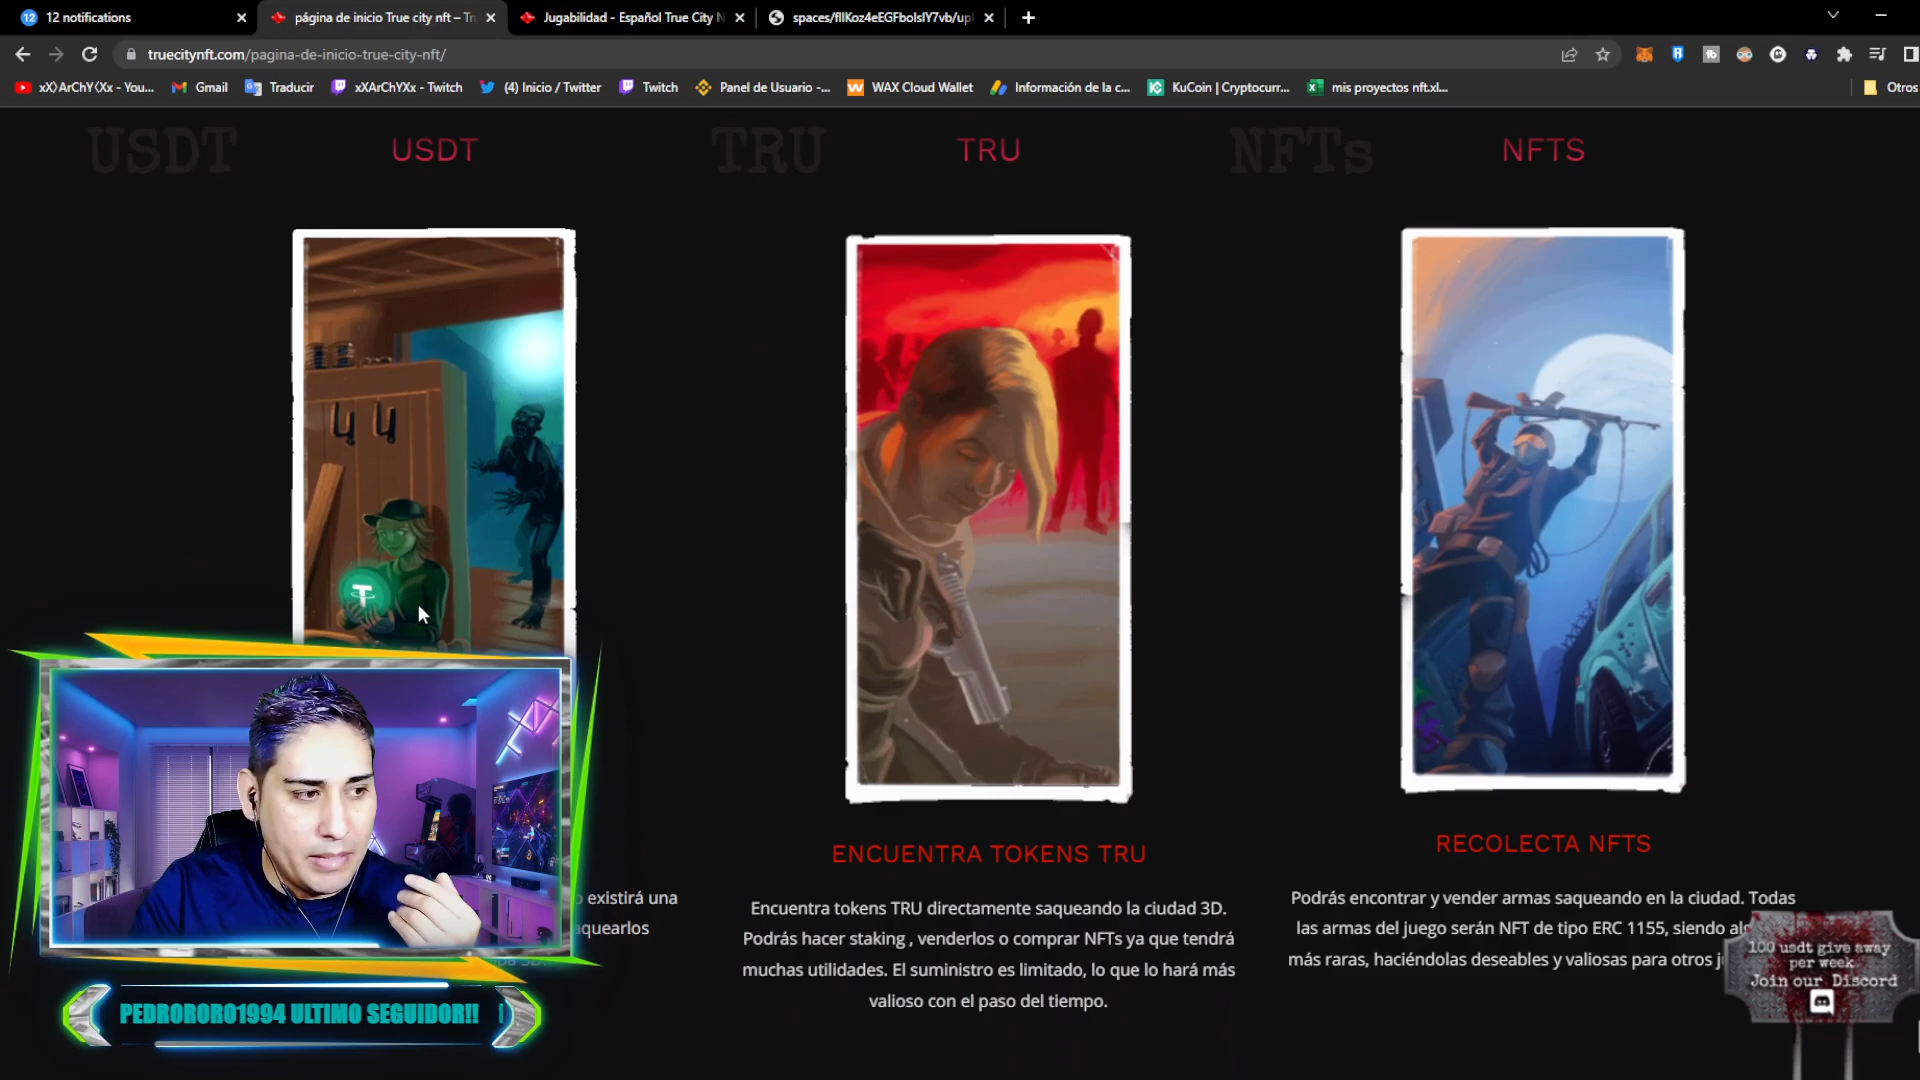 12 notifications
página de inicio True city nft – Tr
Jugabilidad - Español True City N
truecitynft.com/pagina-de-inicio-true-city-nft/
xX)ArChY(Xx - You...
Gmail
Traducir
xXArChYXx - Twitch
(4) Inicio / Twitter
Twitch
Panel de Usuario -...
WAX Cloud Wallet
Información de la c...
KuCoin | Cryptocurr...
mis proyectos nft.xl...
Otros
USDT
USDT
TRU
TRU
NFTs
NFTS
existirá una
aquearlos
ENCUENTRA TOKENS TRU
Encuentra tokens TRU directamente saqueando la ciudad 3D.
Podrás hacer staking , venderlos o comprar NFTs ya que tendrá
muchas utilidades. El suministro es limitado, lo que lo hará más
valioso con el paso del tiempo.
RECOLECTA NFTS
Podrás encontrar y vender armas saqueando en la ciudad. Todas
las armas del juego serán NFT de tipo ERC 1155, siendo
más raras, haciéndolas deseables y valiosas para otros
100 usdt give away
per week
Join our Discord
PEDRORORO1994 ULTIMO SEGUIDOR!!